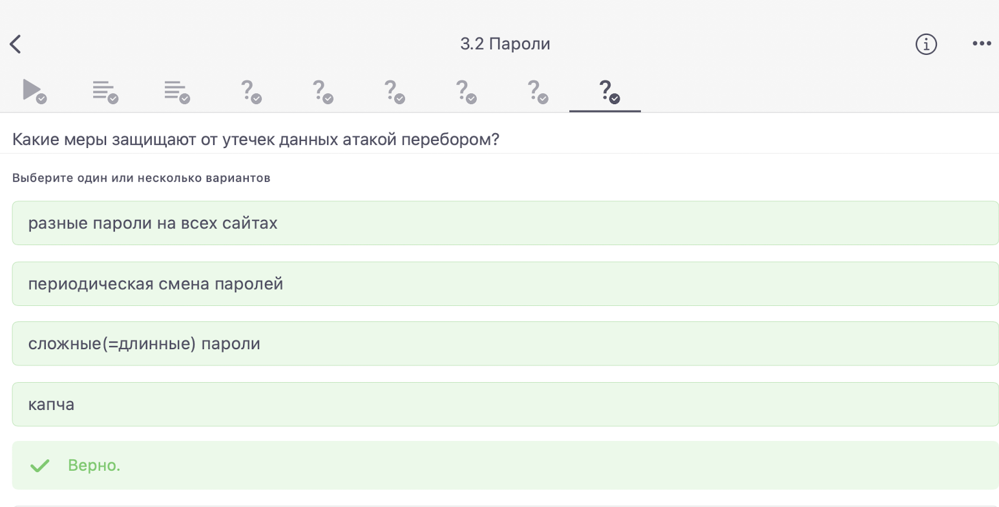 3.2 Пароли
Какие меры защищают от утечек данных атакой перебором?
Выберите один или несколько вариантов
разные пароли на всех сайтах
периодическая смена паролей
сложные(=длинные) пароли
капча
Верно.